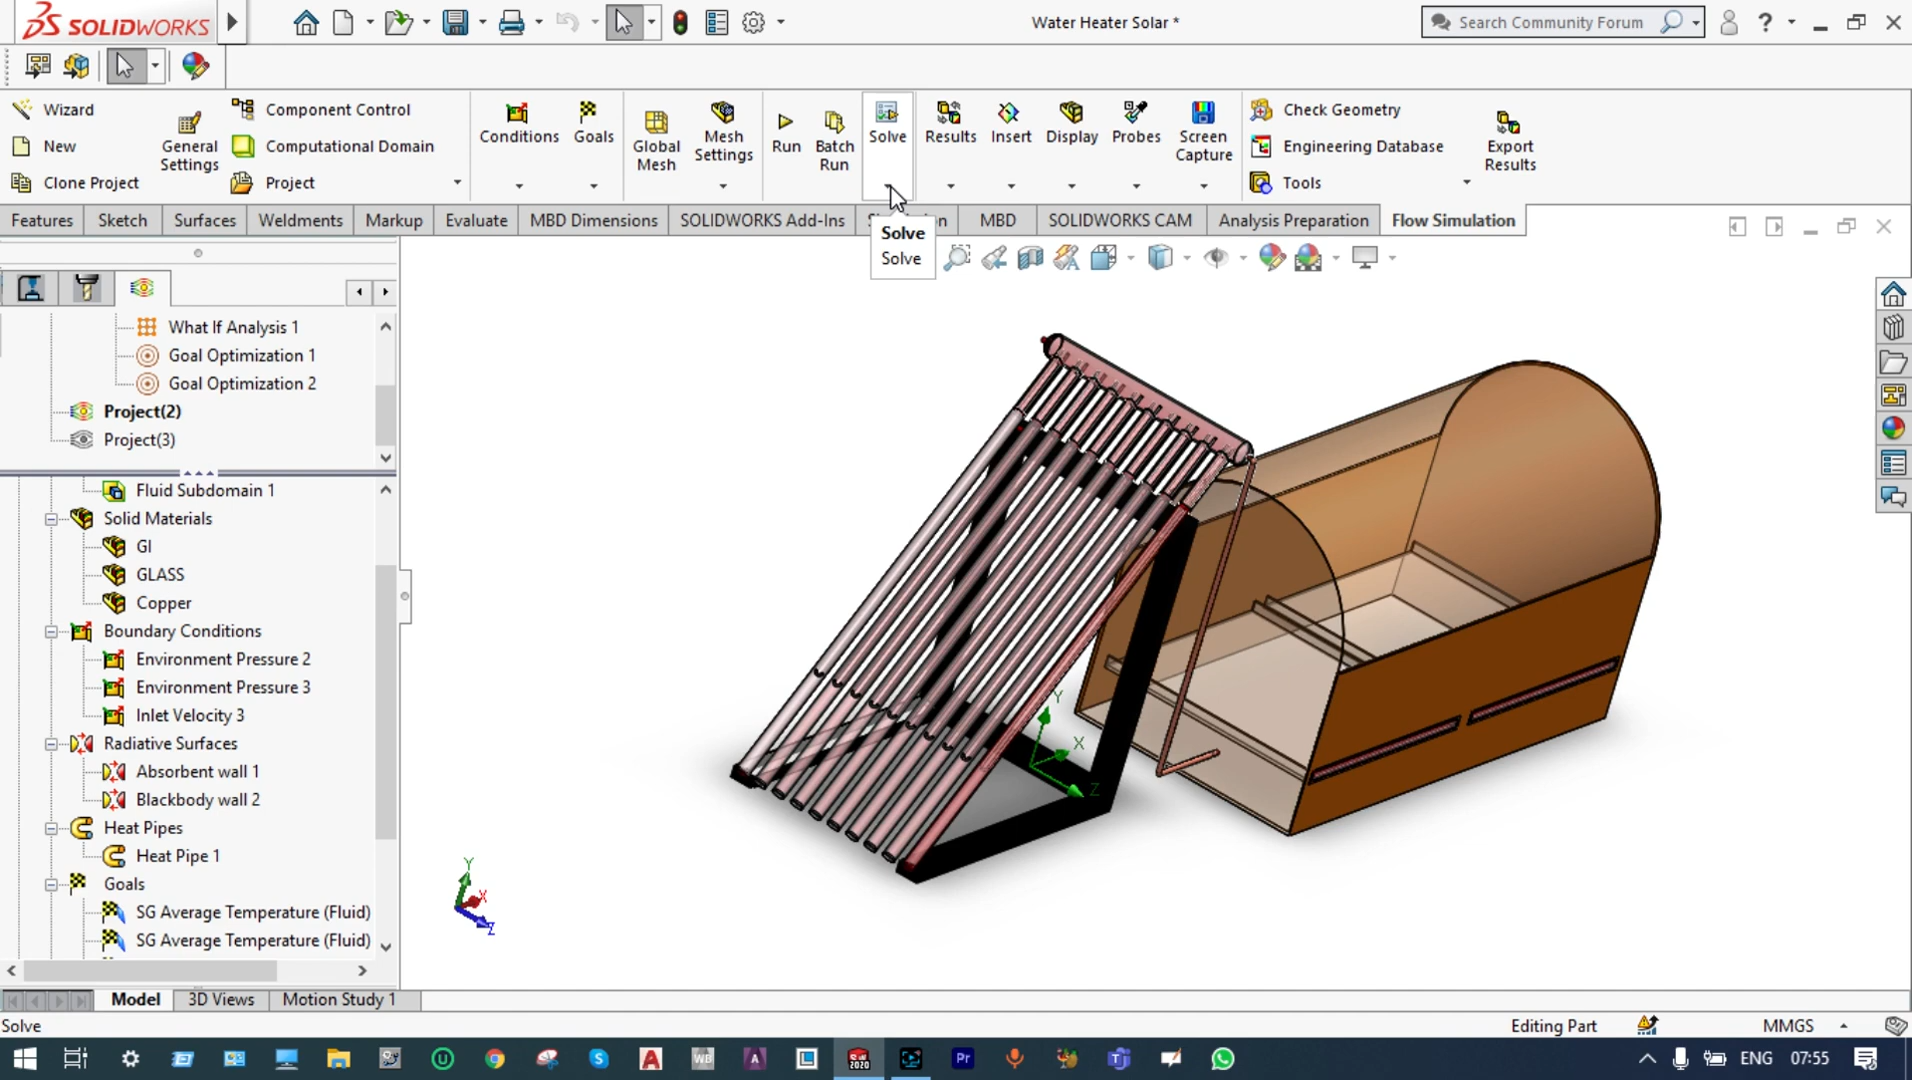 SOLIDWORKS
Water Heater Solar *
Search Community Forum
?
Wizard
New
Clone Project
General
Settings
Component Control
Computational Domain
Project
Conditions
Goals
Global
Mesh
Mesh
Settings
Run
Batch
Run
Solve
Results
Insert
Display
Probes
Screen
Capture
Check Geometry
Engineering Database
Tools
Export
Results
Features
Sketch
Surfaces
Weldments
Markup
Evaluate
MBD Dimensions
SOLIDWORKS Add-Ins
MBD
SOLIDWORKS CAM
Analysis Preparation
Flow Simulation
Solve
Solve
What If Analysis 1
Goal Optimization 1
Goal Optimization 2
Project(2)
Project(3)
Fluid Subdomain 1
Solid Materials
GI
GLASS
Copper
Boundary Conditions
Environment Pressure 2
Environment Pressure 3
Inlet Velocity 3
Radiative Surfaces
Absorbent wall 1
Blackbody wall 2
Heat Pipes
Heat Pipe 1
Goals
SG Average Temperature (Fluid)
SG Average Temperature (Fluid)
Y
X
Z
Y
X
Z
Model
3D Views
Motion Study 1
Solve
Editing Part
MMGS
WB
A
L
SW
2020
Pr
ENG
07:55